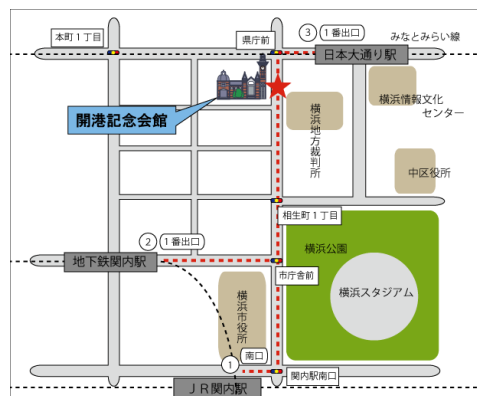 本町1丁目
県庁前
3
1番出口
みなとみらい線
日本大通り駅
開港記念会館
横浜地方裁判所
横浜情報文化
センター
中区役所
相生町1丁目
2
1番出口
地下鉄関内駅
横浜公園
市庁舎前
横浜スタジアム
横浜市役所
1
南口
関内駅南口
JR関内駅